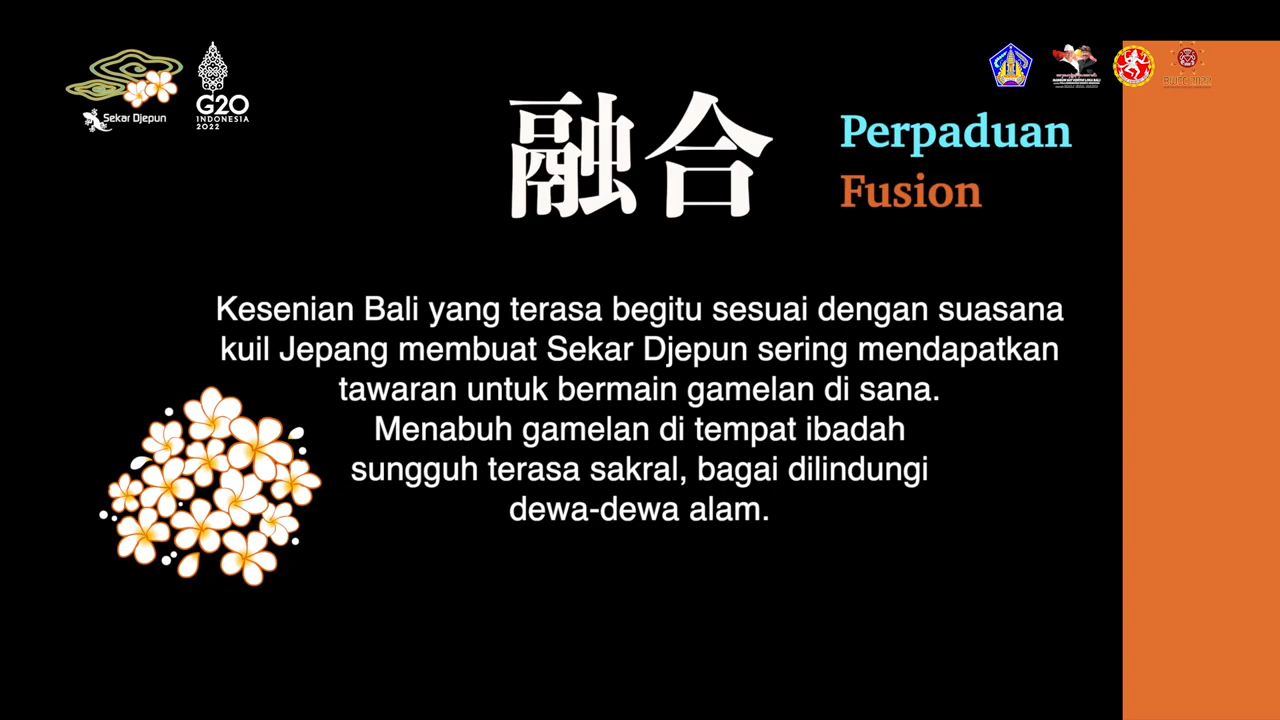 Sekar Djepun
G20
INDONESIA
2022
融合
Perpaduan
Fusion
Kesenian Bali yang terasa begitu sesuai dengan suasana
kuil Jepang membuat Sekar Djepun sering mendapatkan
tawaran untuk bermain gamelan di sana.
Menabuh gamelan di tempat ibadah
sungguh terasa sakral, bagai dilindungi
dewa-dewa alam.